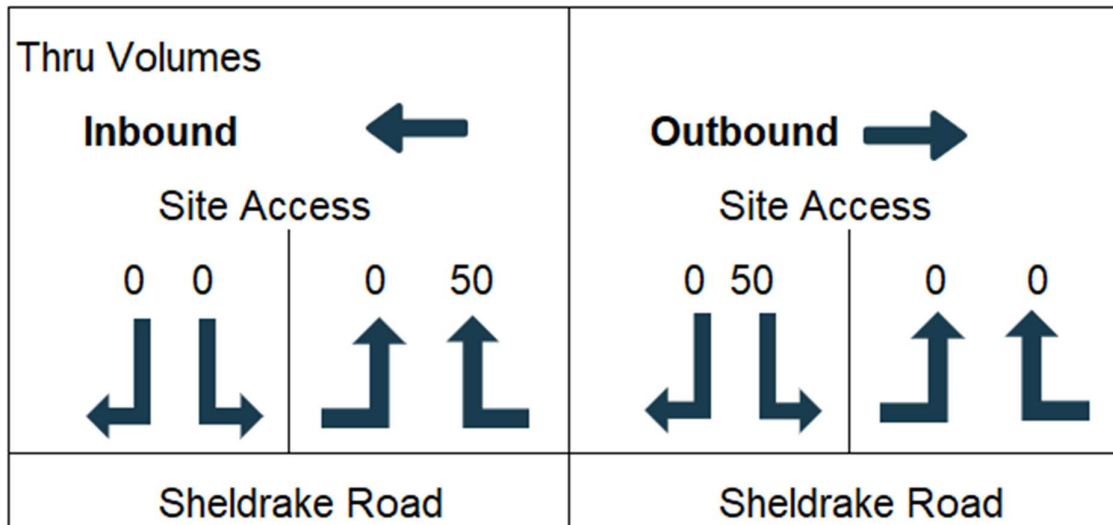 Thru Volumes
Inbound
Site Access
0 0 0 50
Sheldrake Road
Outbound
Site Access
0 50 0 0
Sheldrake Road